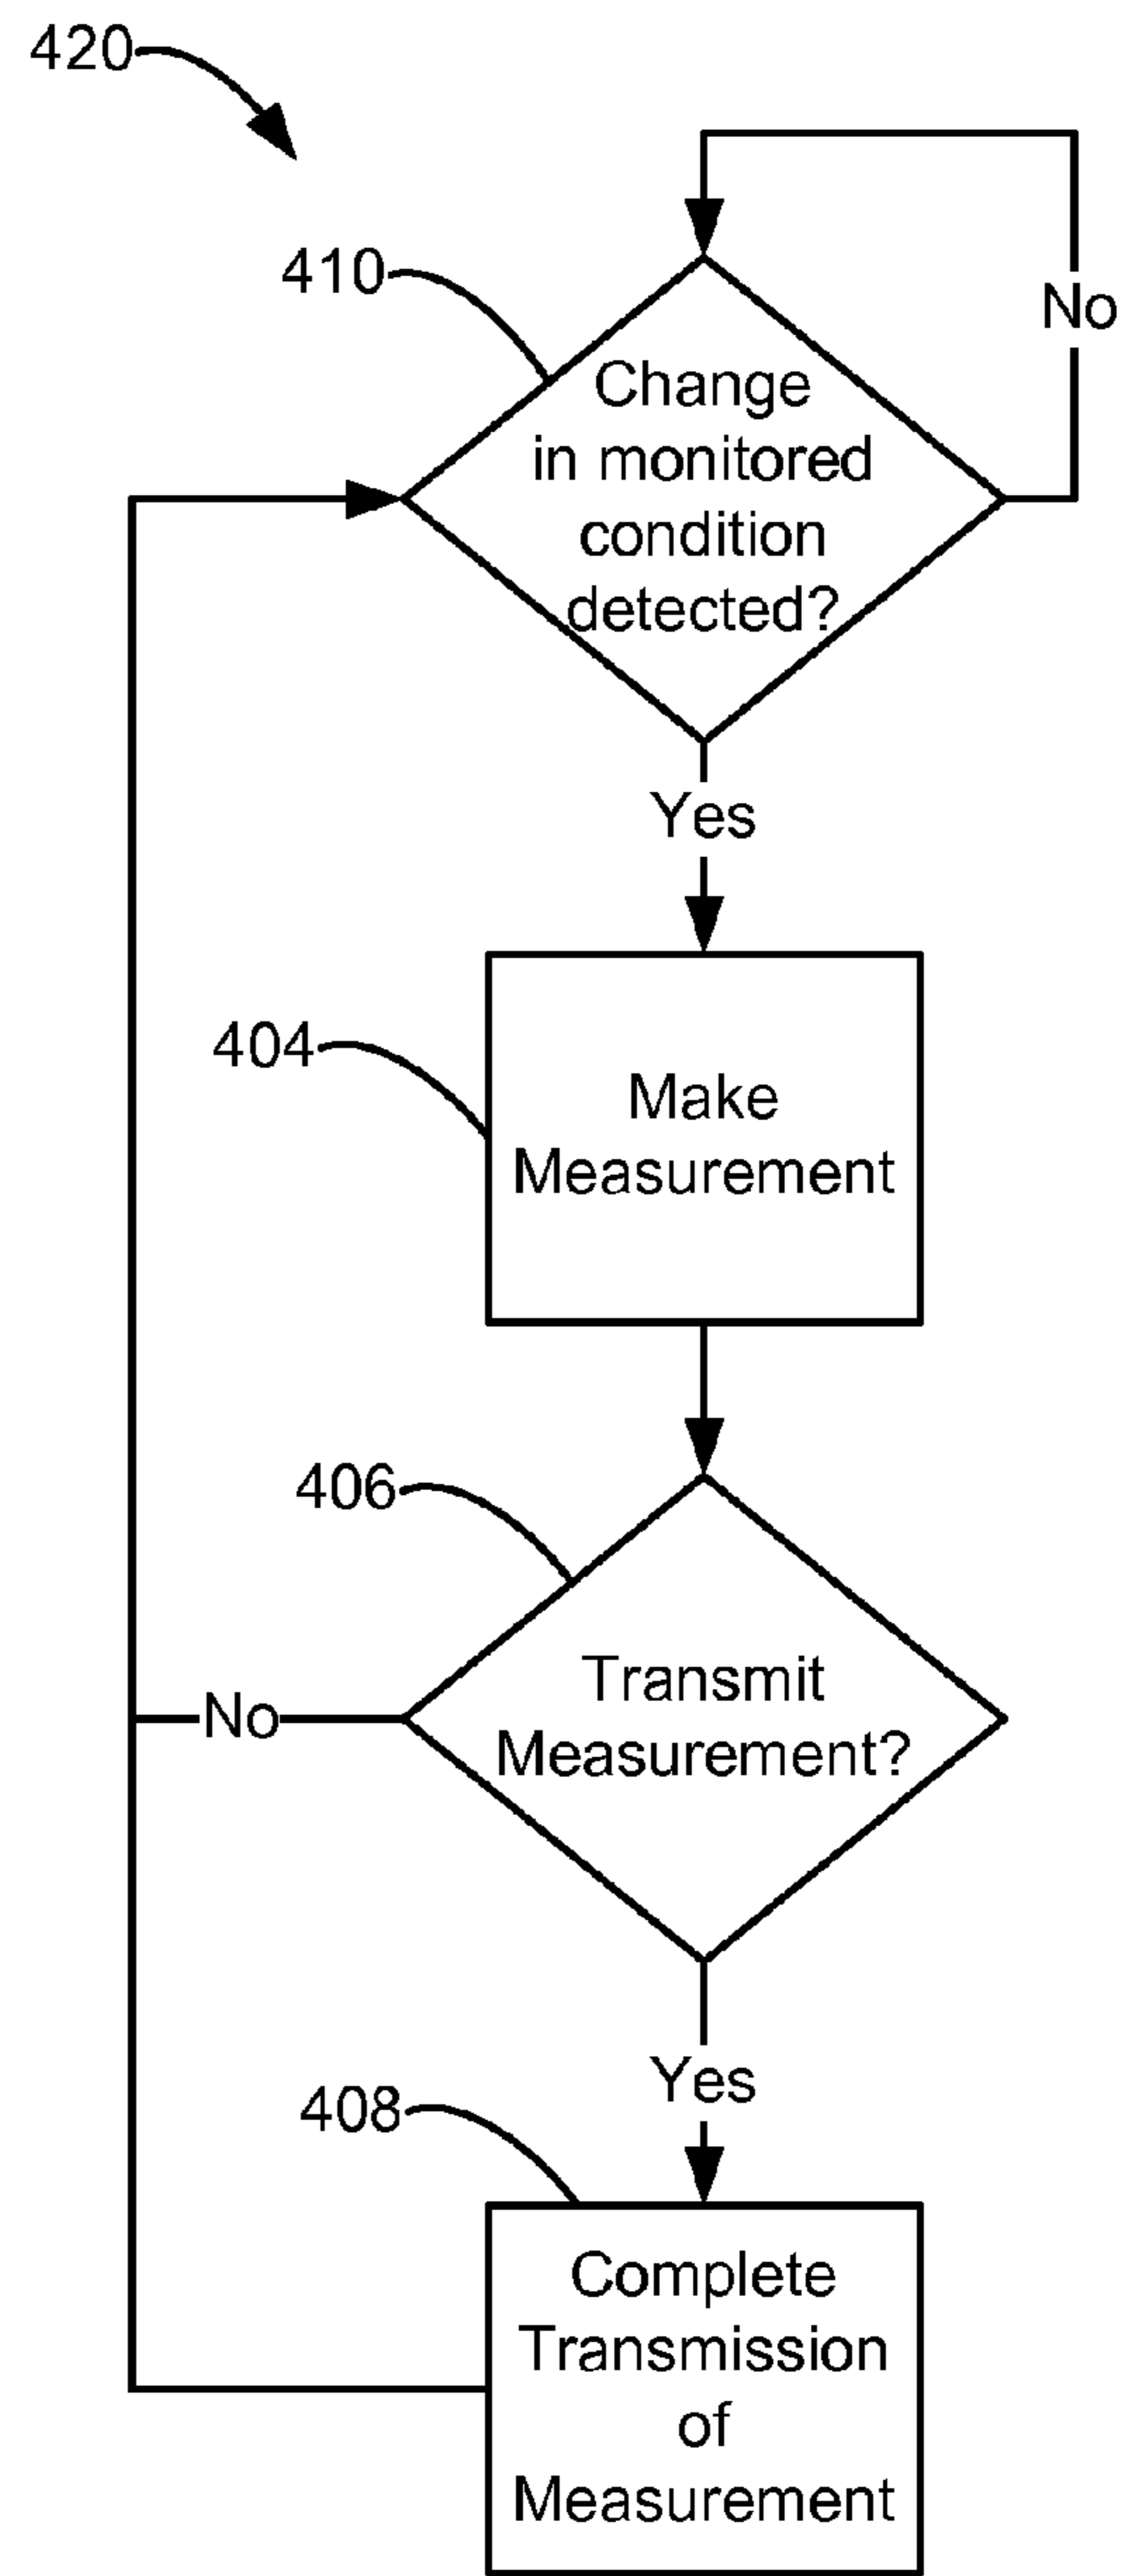 420
410
No
Change
in monitored
condition
detected?
Yes
404
Make
Measurement
406
Transmit
Measurement?
No
Yes
408
Complete
Transmission
of
Measurement